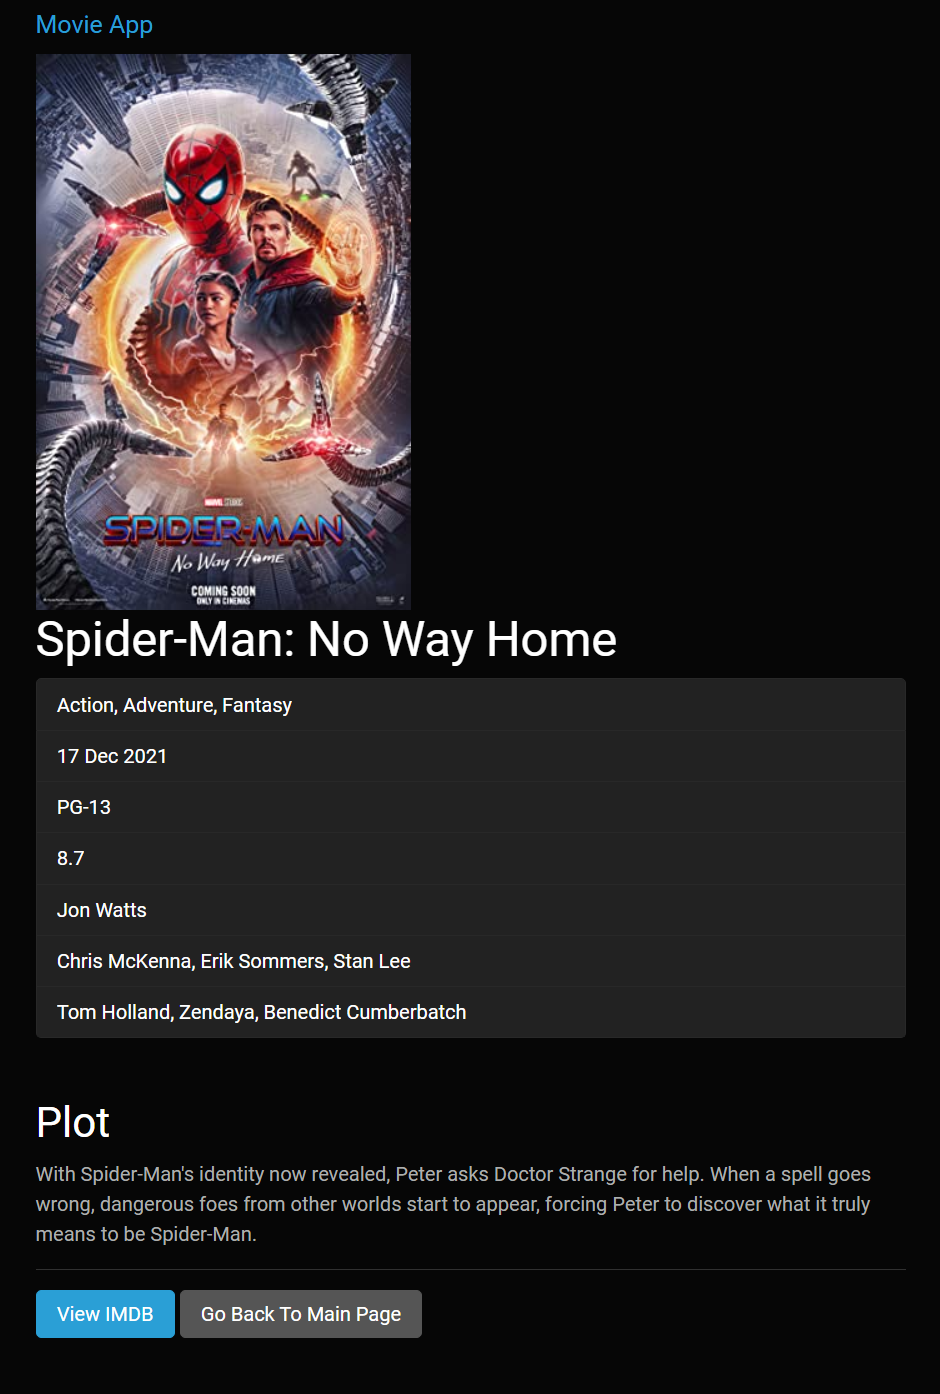 Movie App
MARVEL STUDIOS
SPIDER-MAN
No Way Home
COMING SOON
ONLY IN CINEMAS
Spider-Man: No Way Home
Action, Adventure, Fantasy
17 Dec 2021
PG-13
8.7
Jon Watts
Chris McKenna, Erik Sommers, Stan Lee
Tom Holland, Zendaya, Benedict Cumberbatch
Plot
With Spider-Man's identity now revealed, Peter asks Doctor Strange for help. When a spell goes
wrong, dangerous foes from other worlds start to appear, forcing Peter to discover what it truly
means to be Spider-Man.
View IMDB
Go Back To Main Page